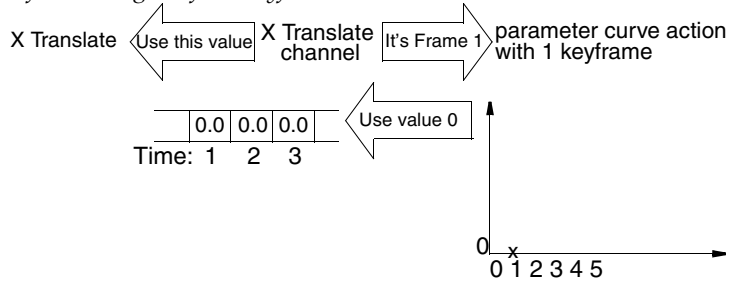 X Translate
Use this value
X Translate
channel
It's Frame 1
parameter curve action
with 1 keyframe
0.0 0.0 0.0
Time: 1 2 3
Use value 0
0
x
0 1 2 3 4 5